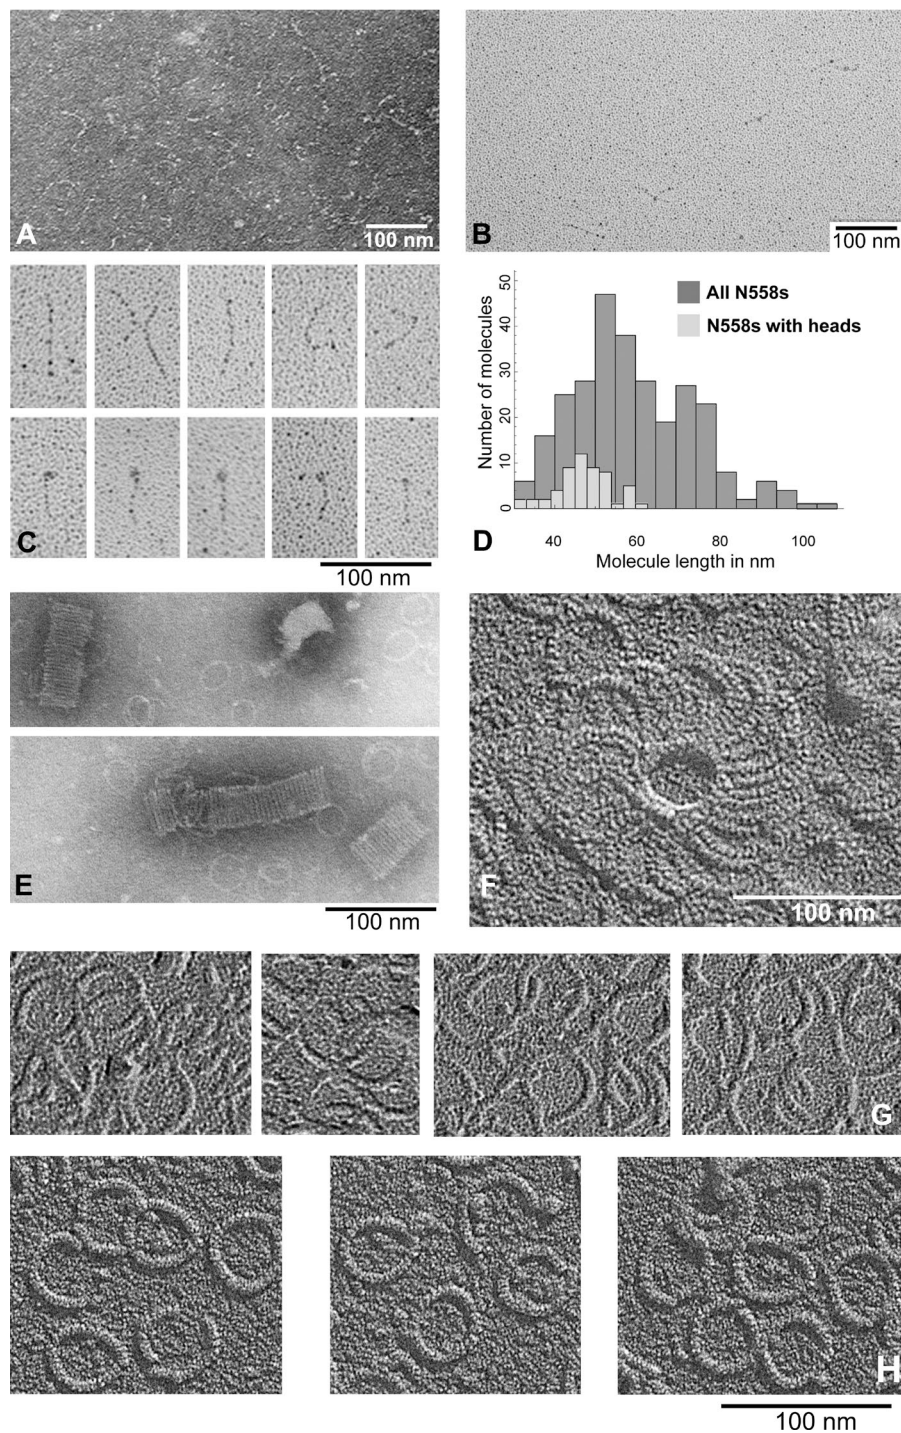 A
100 nm
B
100 nm
C
100 nm
Number of molecules
0
10
20
30
40
50
All N558s
N558s with heads
40
60
80
100
Molecule length in nm
D
E
100 nm
F
100 nm
G
H
100 nm